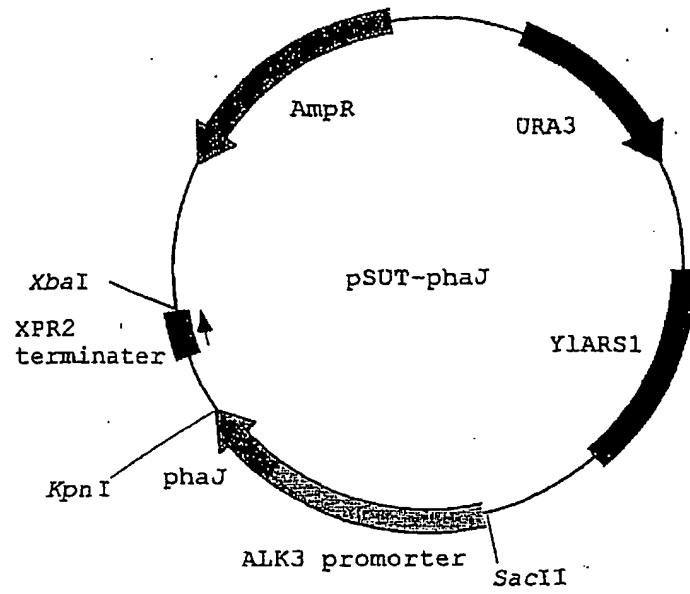 AmpR
URA3
pSUT-phaJ
XbaI
XPR2
terminater
YlARS1
KpnI
phaJ
ALK3 promorter
SacII